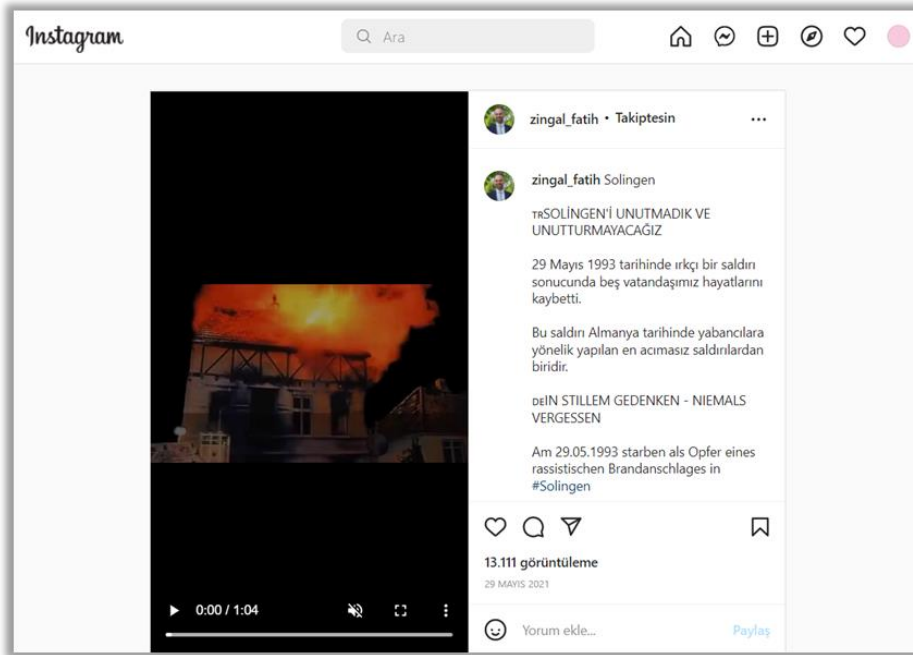 Instagram
Ara
zingal_fatih • Takiptesin
zingal_fatih Solingen
TRSOLİNGEN'İ UNUTMADIK VE
UNUTTURMAYACAĞIZ
29 Mayıs 1993 tarihinde ırkçı bir saldırı
sonucunda beş vatandaşımız hayatlarını
kaybetti.
Bu saldırı Almanya tarihinde yabancılara
yönelik yapılan en acımasız saldırılardan
biridir.
DEIN STILLEM GEDENKEN - NIEMALS
VERGESSEN
Am 29.05.1993 starben als Opfer eines
rassistischen Brandanschlages in
#Solingen
13.111 görüntüleme
29 MAYIS 2021
0:00 / 1:04
Yorum ekle...
Paylaş